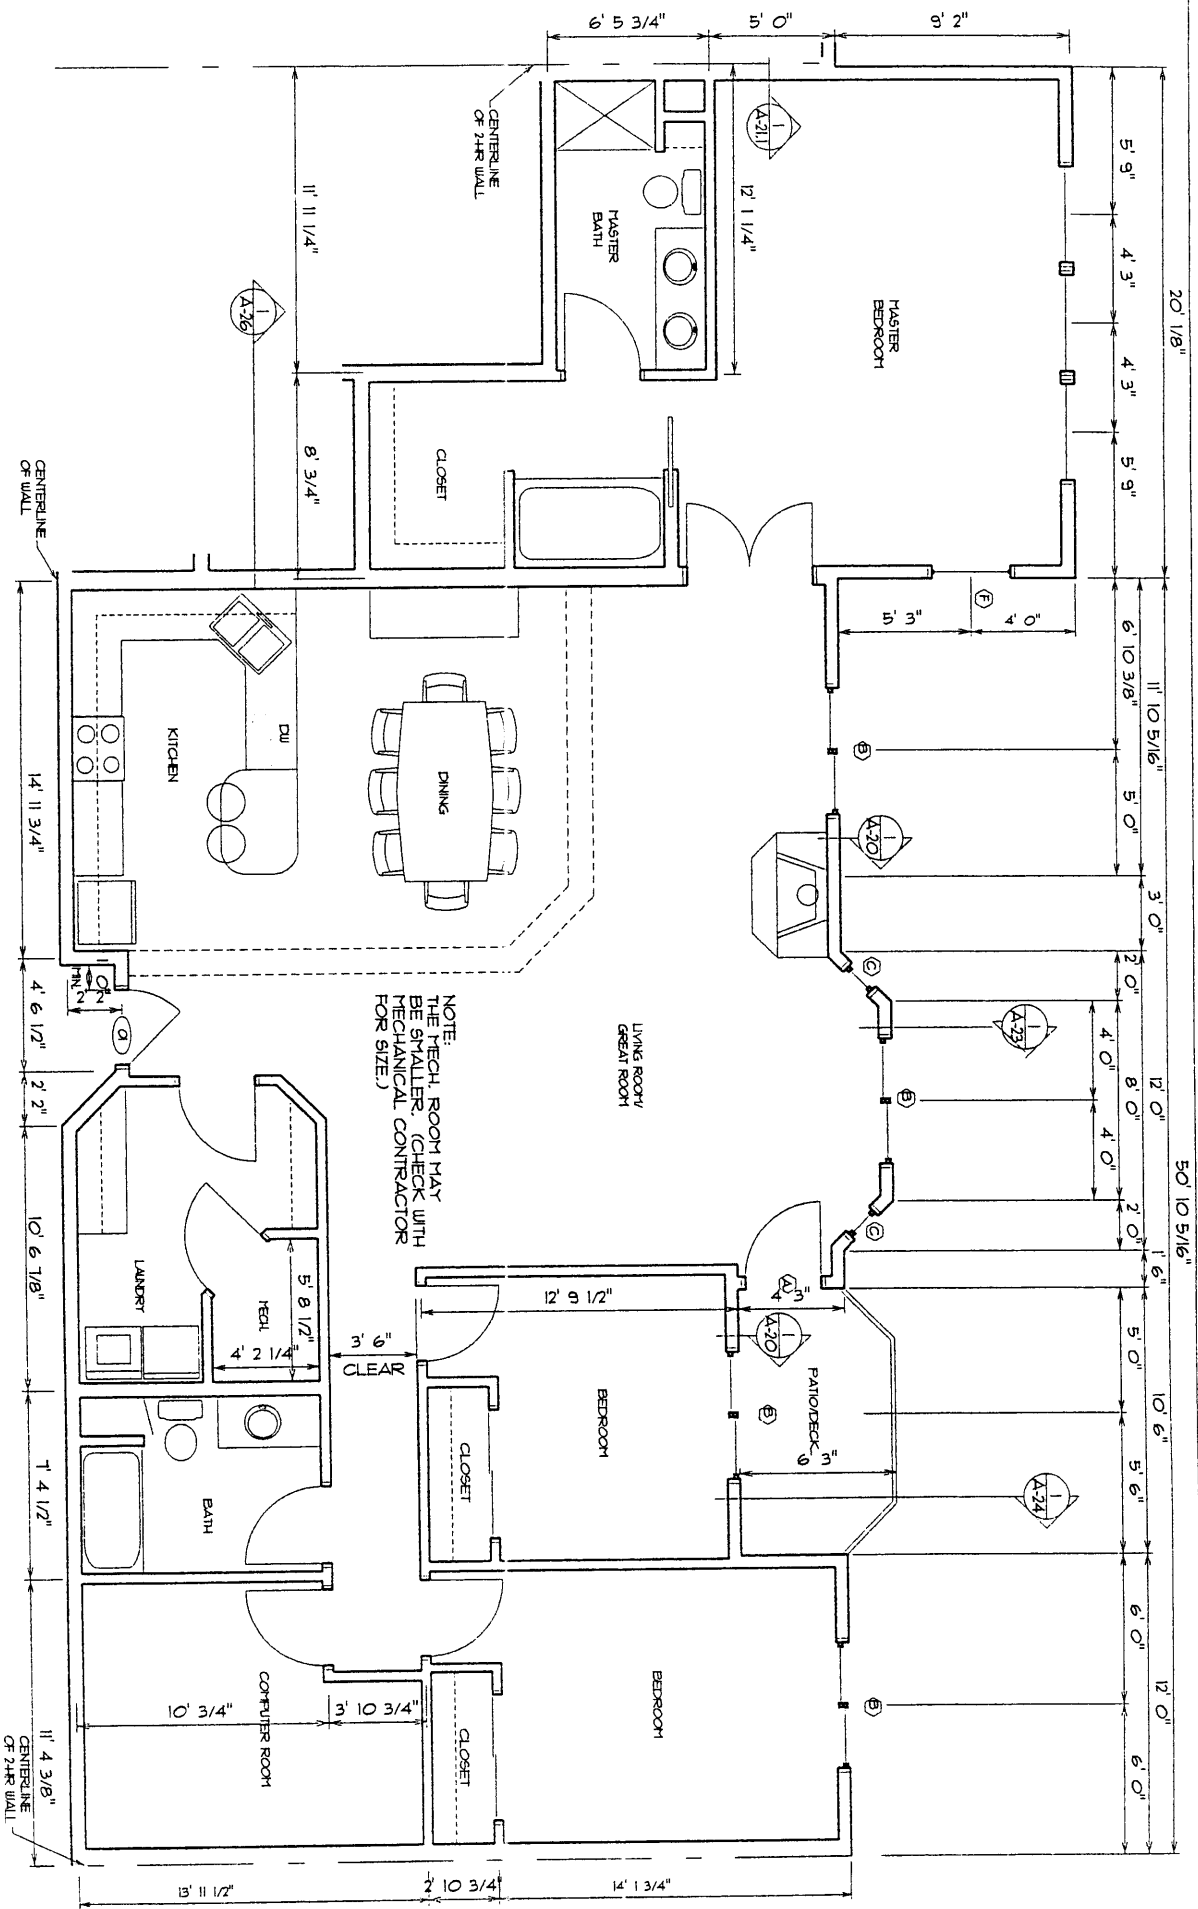 6' 5 3/4"
5' 0"
9' 2"
20' 1/8"
5' 9"
4' 3"
4' 3"
5' 9"
50' 10 5/16"
11' 10 5/16"
6' 10 3/8"
5' 0"
3' 0"
12' 0"
2' 0"
8' 0"
4' 0"
4' 0"
2' 0"
1' 6"
10' 6"
5' 0"
5' 6"
12' 0"
6' 0"
6' 0"
1
A-21.1
CENTERLINE
OF 2-HR WALL
12' 1 1/4"
11' 11 1/4"
MASTER
BATH
MASTER
BEDROOM
1
A-26
8' 3/4"
CLOSET
F
5' 3"
4' 0"
CENTERLINE
OF WALL
B
1
A-20
C
1
A-23
B
C
KITCHEN
DW
DINING
LIVING ROOM/
GREAT ROOM
14' 11 3/4"
4' 6 1/2"
2' 2"
10' 6 7/8"
7' 4 1/2"
11' 4 3/8"
1' 0"
MIN.
2' 2"
a
NOTE:
THE MECH. ROOM MAY
BE SMALLER. (CHECK WITH
MECHANICAL CONTRACTOR
FOR SIZE.)
LAUNDRY
MECH.
5' 8 1/2"
4' 2 1/4"
3' 6"
CLEAR
12' 9 1/2"
4' 3"
A
1
A-20
B
PATIO/DECK
6' 3"
1
A-24
BEDROOM
CLOSET
BATH
BEDROOM
B
CLOSET
COMPUTER ROOM
10' 3/4"
3' 10 3/4"
CENTERLINE
OF 2-HR WALL
13' 11 1/2"
2' 10 3/4"
14' 1 3/4"